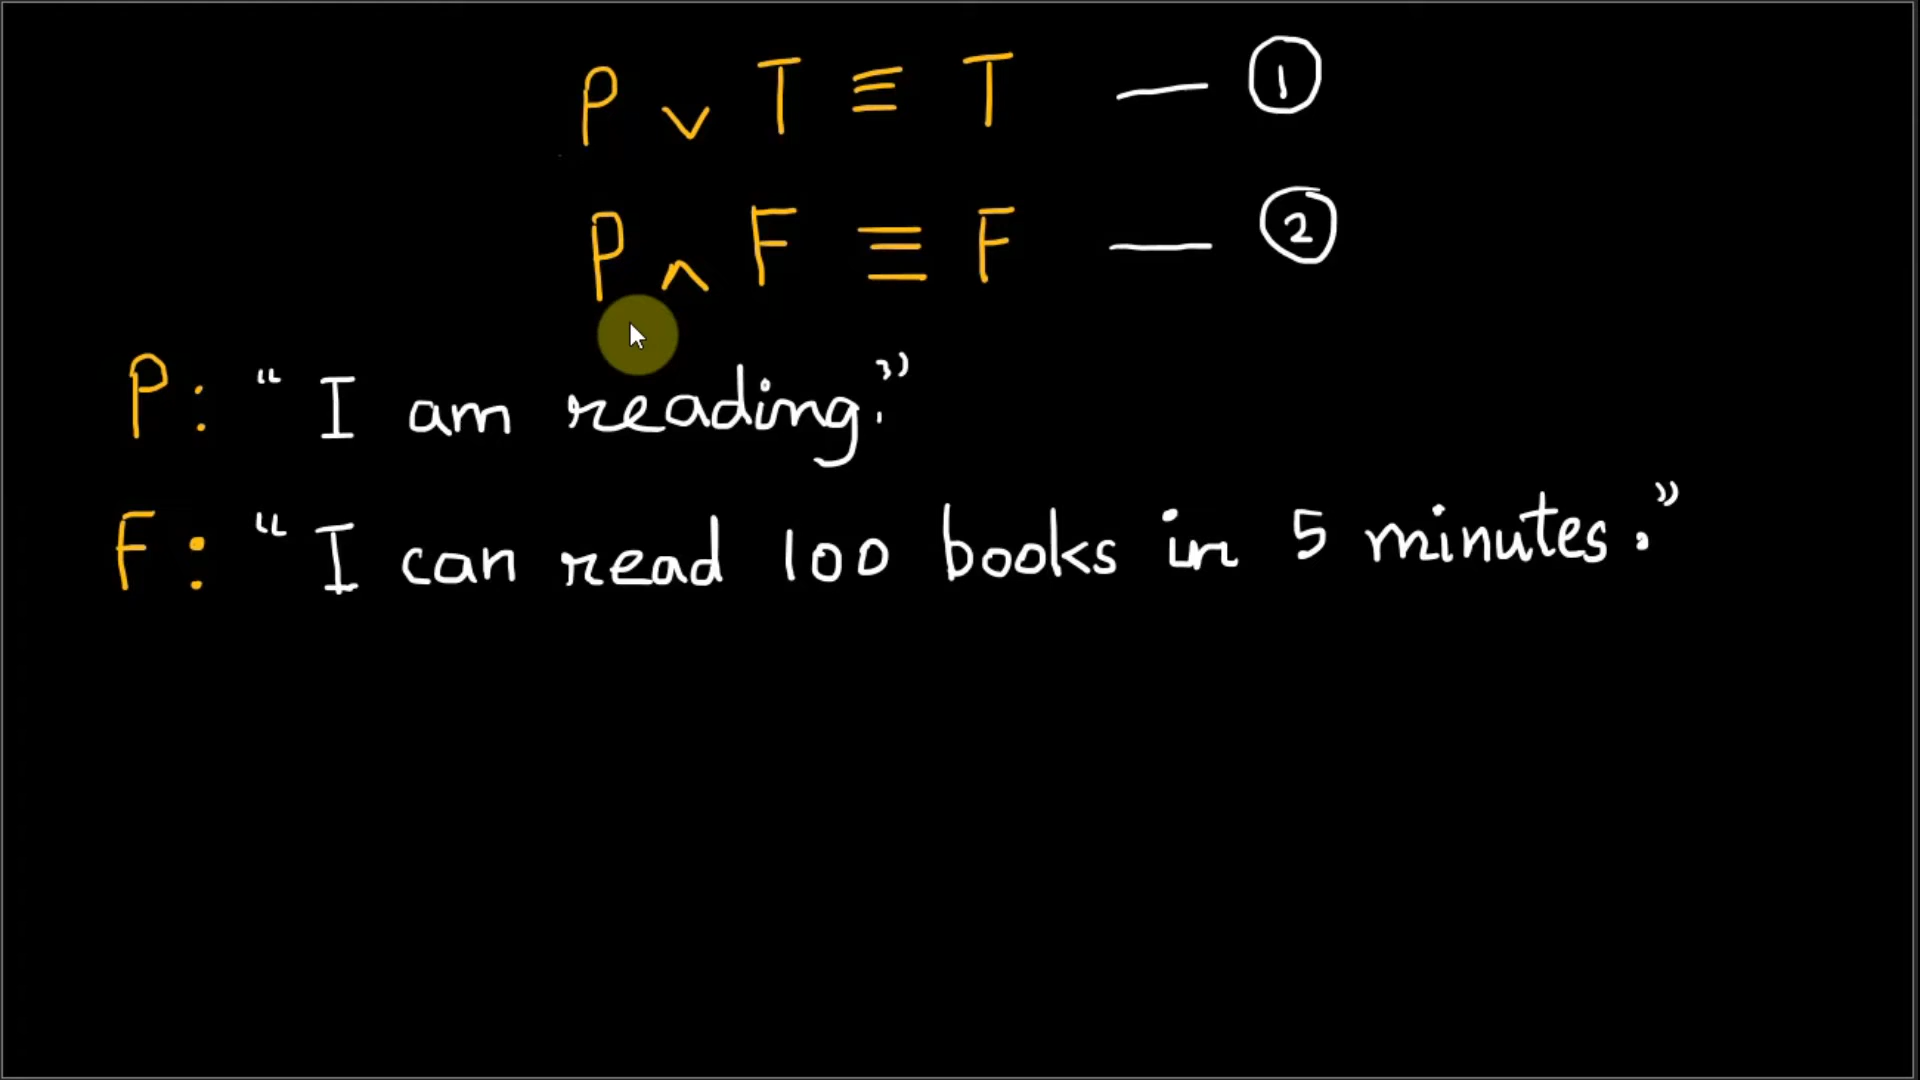 P ∨ T ≡ T — ①
P ∧ F ≡ F — ②
P: "I am reading."
F: "I can read 100 books in 5 minutes."